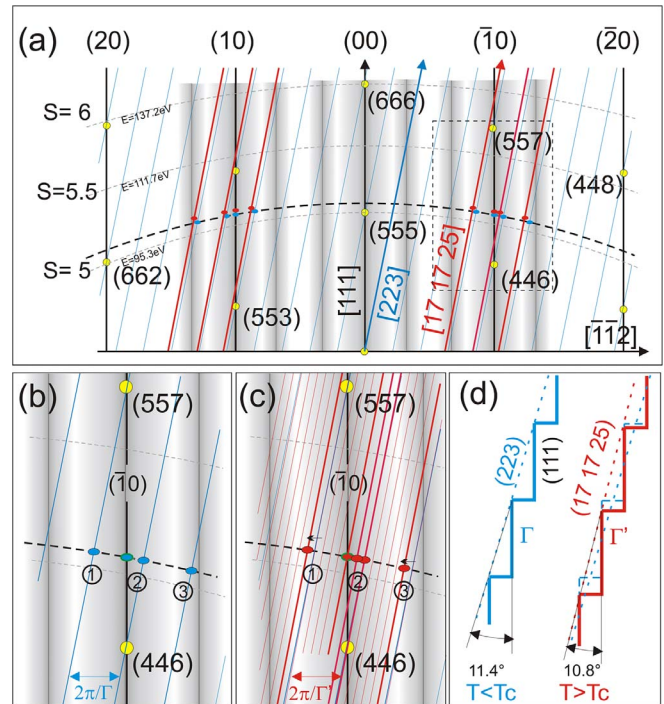 (a)
(20) (10) (00) (1̄0) (2̄0)
S= 6
E=137.2eV
(666)
(557)
S=5.5
E=111.7eV
(448)
(555)
S= 5
E=95.3eV
(662)
(553)
(446)
[111]
[223]
[17 17 25]
[1̄1̄2]
(b)
(557)
(1̄0)
1
2
3
(446)
2π/Γ
(c)
(557)
(1̄0)
1
2
3
(446)
2π/Γ'
(d)
(223)
(111)
(17 17 25)
Γ
Γ'
11.4°
10.8°
T<Tc
T>Tc